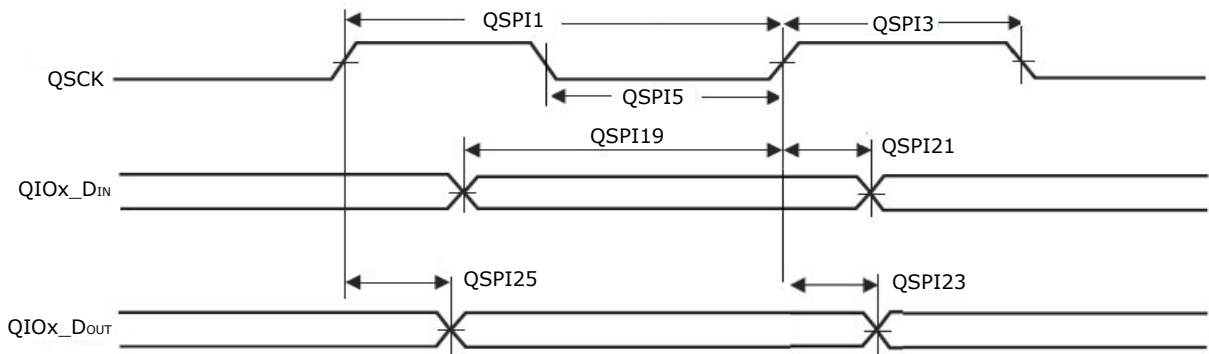 QSPI1
QSPI3
QSCK
QSPI5
QSPI19
QSPI21
QIOx_DIN
QSPI25
QSPI23
QIOx_DOUT